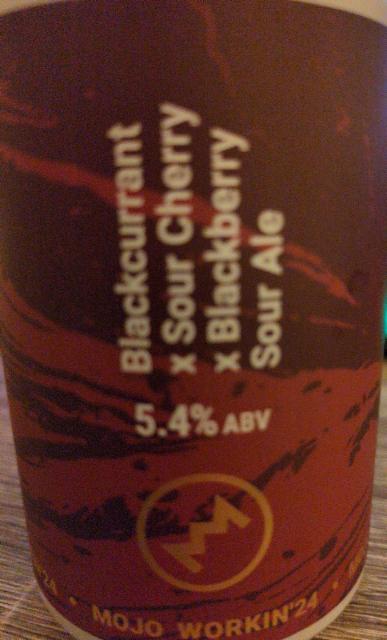 Blackcurrant
x Sour Cherry
x Blackberry
Sour Ale
5.4% ABV
MOJO WORKIN'24